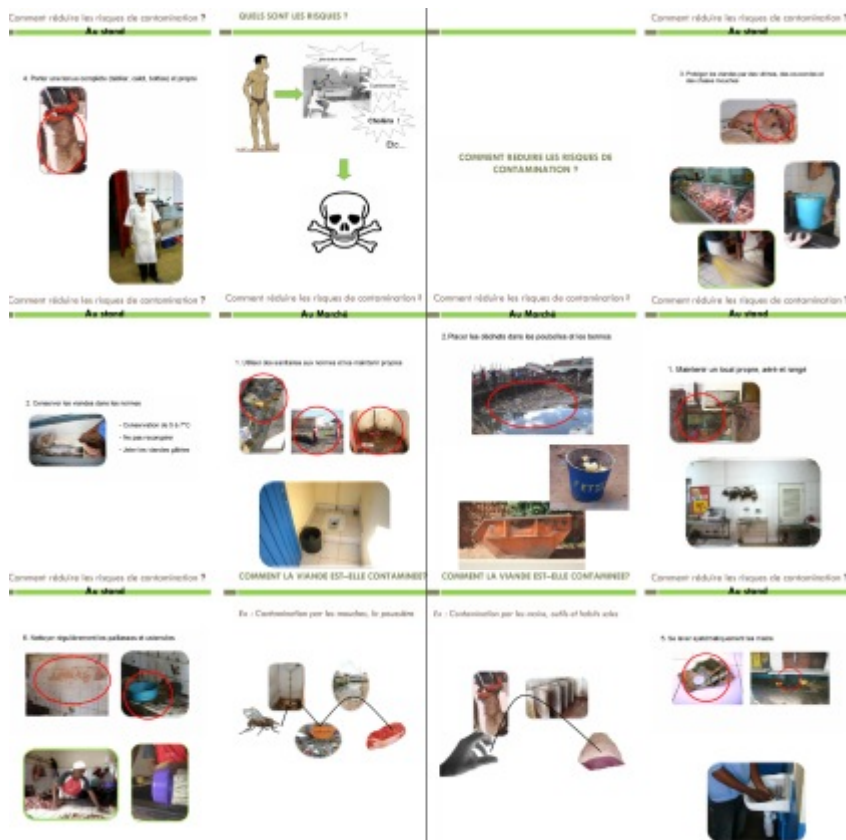 Comment réduire les risques de contamination ?
Au stand
4. Porter une tenue complète (tablier, calot, bottes) et propre
QUELS SONT LES RISQUES ?
Choléra !
Etc...
COMMENT REDUIRE LES RISQUES DE
CONTAMINATION ?
Comment réduire les risques de contamination ?
Au stand
3. Protéger les viandes par des vitrines, des couvercles et
des chasse mouches
Comment réduire les risques de contamination ?
Au stand
2. Conserver les viandes dans les normes
- Conservation de 5 à 7°C
- Ne pas recongeler
- Jeter les viandes gâtées
Comment réduire les risques de contamination ?
Au Marché
1. Utiliser des sanitaires aux normes et les maintenir propres
Comment réduire les risques de contamination ?
Au Marché
2. Placer les déchets dans les poubelles et les bennes
Comment réduire les risques de contamination ?
Au stand
1. Maintenir un local propre, aéré et rangé
Comment réduire les risques de contamination ?
Au stand
6. Nettoyer régulièrement les paillasses et ustensiles
COMMENT LA VIANDE EST-ELLE CONTAMINEE?
Ex : Contamination par les mouches, la poussière
COMMENT LA VIANDE EST-ELLE CONTAMINEE?
Ex : Contamination par les mains, outils et habits sales
Comment réduire les risques de contamination ?
Au stand
5. Se laver systématiquement les mains